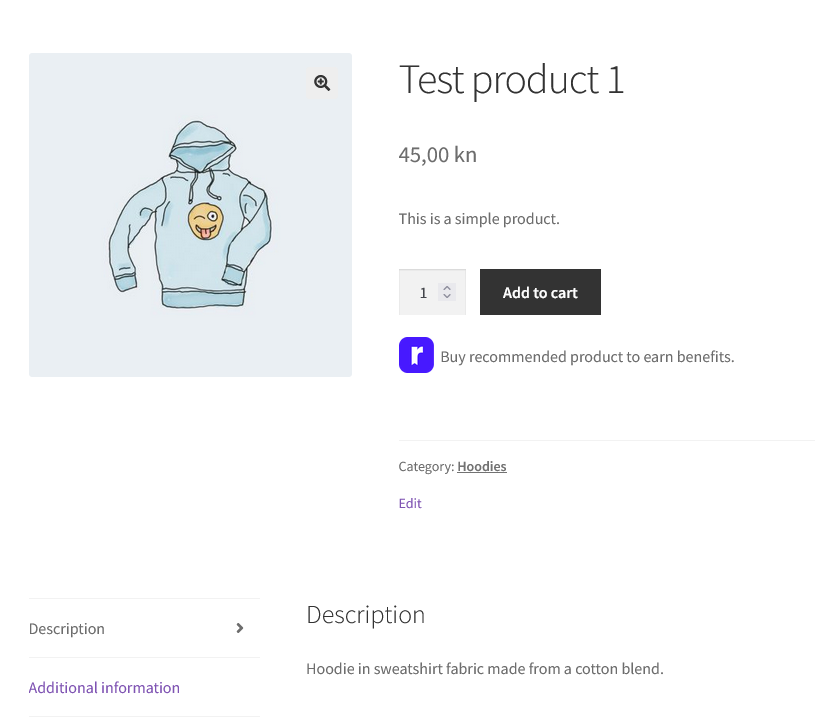 Test product 1
45,00 kn
This is a simple product.
1
Add to cart
r Buy recommended product to earn benefits.
Category: Hoodies
Edit
Description
Additional information
Description
Hoodie in sweatshirt fabric made from a cotton blend.